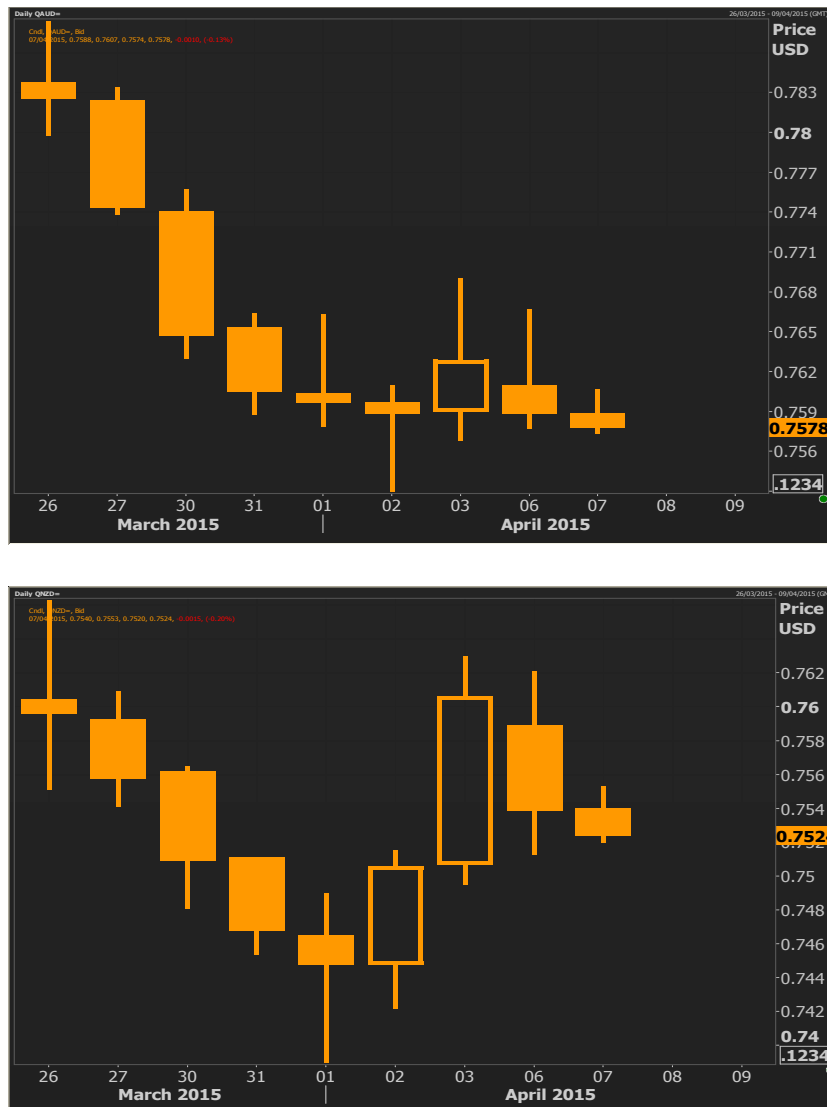 Daily QAUD= 26/03/2015 - 09/04/2015 (GMT
Price
USD
Cndl, QAUD=, Bid
07/04/2015, 0.7588, 0.7607, 0.7574, 0.7578, -0.0010, (-0.13%)
0.783
0.78
0.777
0.774
0.771
0.768
0.765
0.762
0.759
0.7578
0.756
.1234
26 27 30 31 01 02 03 06 07 08 09
March 2015 April 2015
Daily QNZD= 26/03/2015 - 09/04/2015 (GM
Price
USD
Cndl, QNZD=, Bid
07/04/2015, 0.7540, 0.7553, 0.7520, 0.7524, -0.0015, (-0.20%)
0.762
0.76
0.758
0.756
0.754
0.7524
0.75
0.748
0.746
0.744
0.742
0.74
.1234
26 27 30 31 01 02 03 06 07 08 09
March 2015 April 2015